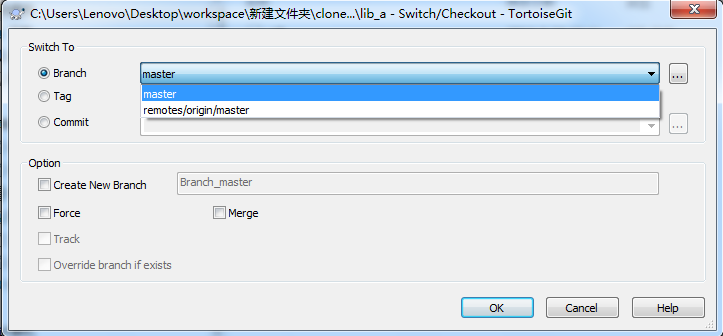 C:\Users\Lenovo\Desktop\workspace\新建文件夹\clone...\lib_a - Switch/Checkout - TortoiseGit
Switch To
Branch
master
...
Tag
master
remotes/origin/master
Commit
...
Option
Create New Branch
Branch_master
Force
Merge
Track
Override branch if exists
OK
Cancel
Help